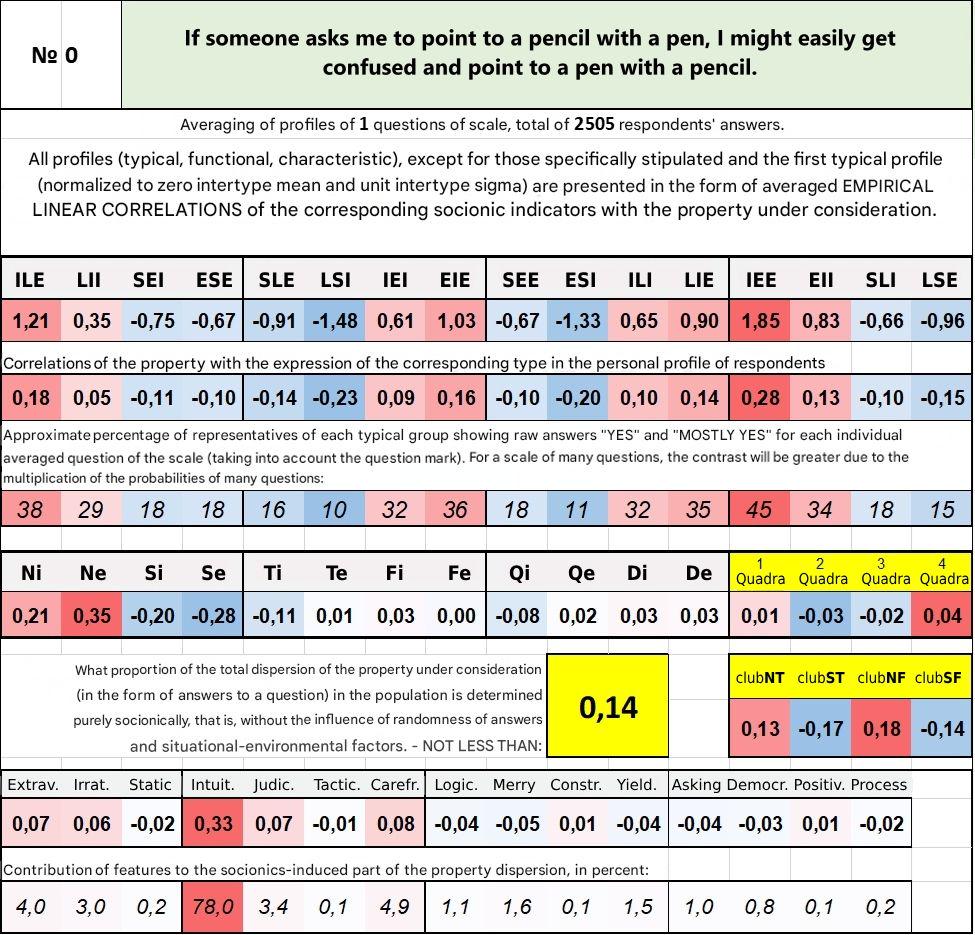 № 0
If someone asks me to point to a pencil with a pen, I might easily get
confused and point to a pen with a pencil.
Averaging of profiles of 1 questions of scale, total of 2505 respondents' answers.
All profiles (typical, functional, characteristic), except for those specifically stipulated and the first typical profile
(normalized to zero intertype mean and unit intertype sigma) are presented in the form of averaged EMPIRICAL
LINEAR CORRELATIONS of the corresponding socionic indicators with the property under consideration.
ILE LII SEI ESE SLE LSI IEI EIE SEE ESI ILI LIE IEE EII SLI LSE
1,21 0,35 -0,75 -0,67 -0,91 -1,48 0,61 1,03 -0,67 -1,33 0,65 0,90 1,85 0,83 -0,66 -0,96
Correlations of the property with the expression of the corresponding type in the personal profile of respondents
0,18 0,05 -0,11 -0,10 -0,14 -0,23 0,09 0,16 -0,10 -0,20 0,10 0,14 0,28 0,13 -0,10 -0,15
Approximate percentage of representatives of each typical group showing raw answers "YES" and "MOSTLY YES" for each individual
averaged question of the scale (taking into account the question mark). For a scale of many questions, the contrast will be greater due to the
multiplication of the probabilities of many questions:
38 29 18 18 16 10 32 36 18 11 32 35 45 34 18 15
Ni Ne Si Se Ti Te Fi Fe Qi Qe Di De 1 Quadra 2 Quadra 3 Quadra 4 Quadra
0,21 0,35 -0,20 -0,28 -0,11 0,01 0,03 0,00 -0,08 0,02 0,03 0,03 0,01 -0,03 -0,02 0,04
What proportion of the total dispersion of the property under consideration
(in the form of answers to a question) in the population is determined
purely socionically, that is, without the influence of randomness of answers
and situational-environmental factors. - NOT LESS THAN:
0,14
clubNT clubST clubNF clubSF
0,13 -0,17 0,18 -0,14
Extrav. Irrat. Static Intuit. Judic. Tactic. Carefr. Logic. Merry Constr. Yield. Asking Democr. Positiv. Process
0,07 0,06 -0,02 0,33 0,07 -0,01 0,08 -0,04 -0,05 0,01 -0,04 -0,04 -0,03 0,01 -0,02
Contribution of features to the socionics-induced part of the property dispersion, in percent:
4,0 3,0 0,2 78,0 3,4 0,1 4,9 1,1 1,6 0,1 1,5 1,0 0,8 0,1 0,2